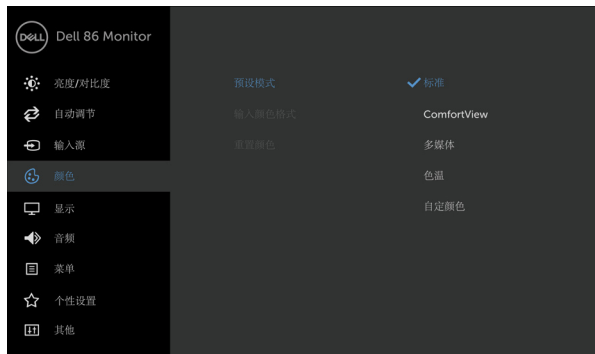 DELL
Dell 86 Monitor
亮度/对比度
预设模式
标准
自动调节
输入颜色格式
ComfortView
输入源
重置颜色
多媒体
颜色
色温
显示
自定颜色
音频
菜单
个性设置
其他